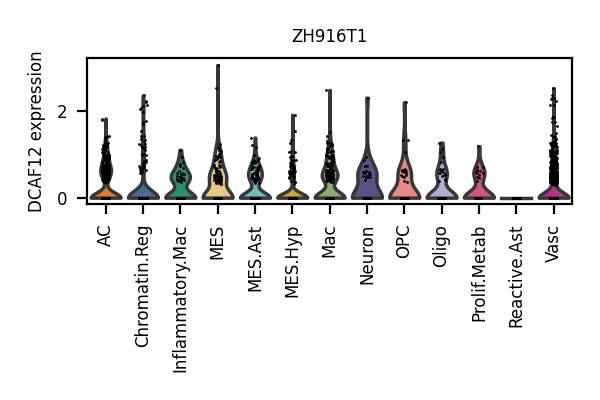 ZH916T1
DCAF12 expression
2
0
AC
Chromatin.Reg
Inflammatory.Mac
MES
MES.Ast
MES.Hyp
Mac
Neuron
OPC
Oligo
Prolif.Metab
Reactive.Ast
Vasc